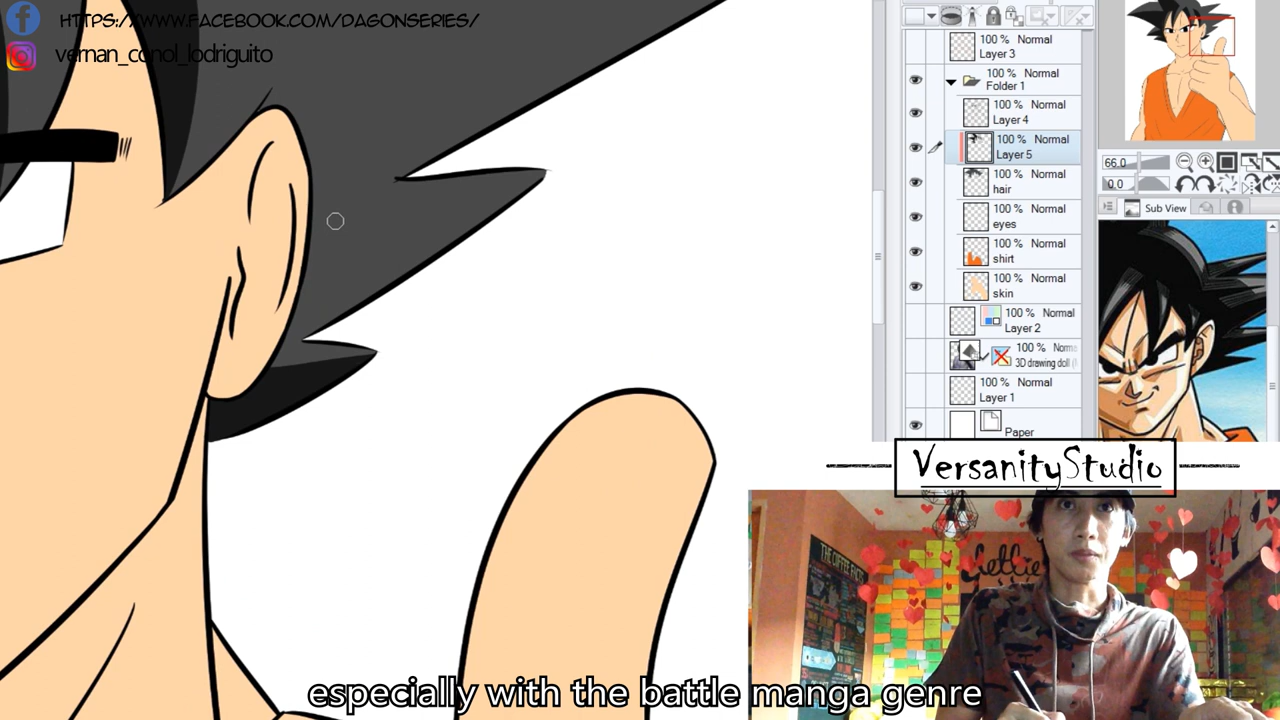 HTTPS://WWW.FACEBOOK.COM/DAGONSERIES/
vernan_conol_lodriguito
100 % Normal
Layer 3
100 % Normal
Folder 1
100 % Normal
Layer 4
100 % Normal
Layer 5
100 % Normal
hair
100 % Normal
eyes
100 % Normal
shirt
100 % Normal
skin
100 % Normal
Layer 2
100 %
3D drawing doll
100 % Normal
Layer 1
Paper
66.0
0.0
Sub View
VersanityStudio
THE COFFEE FACTS
especially with the battle manga genre